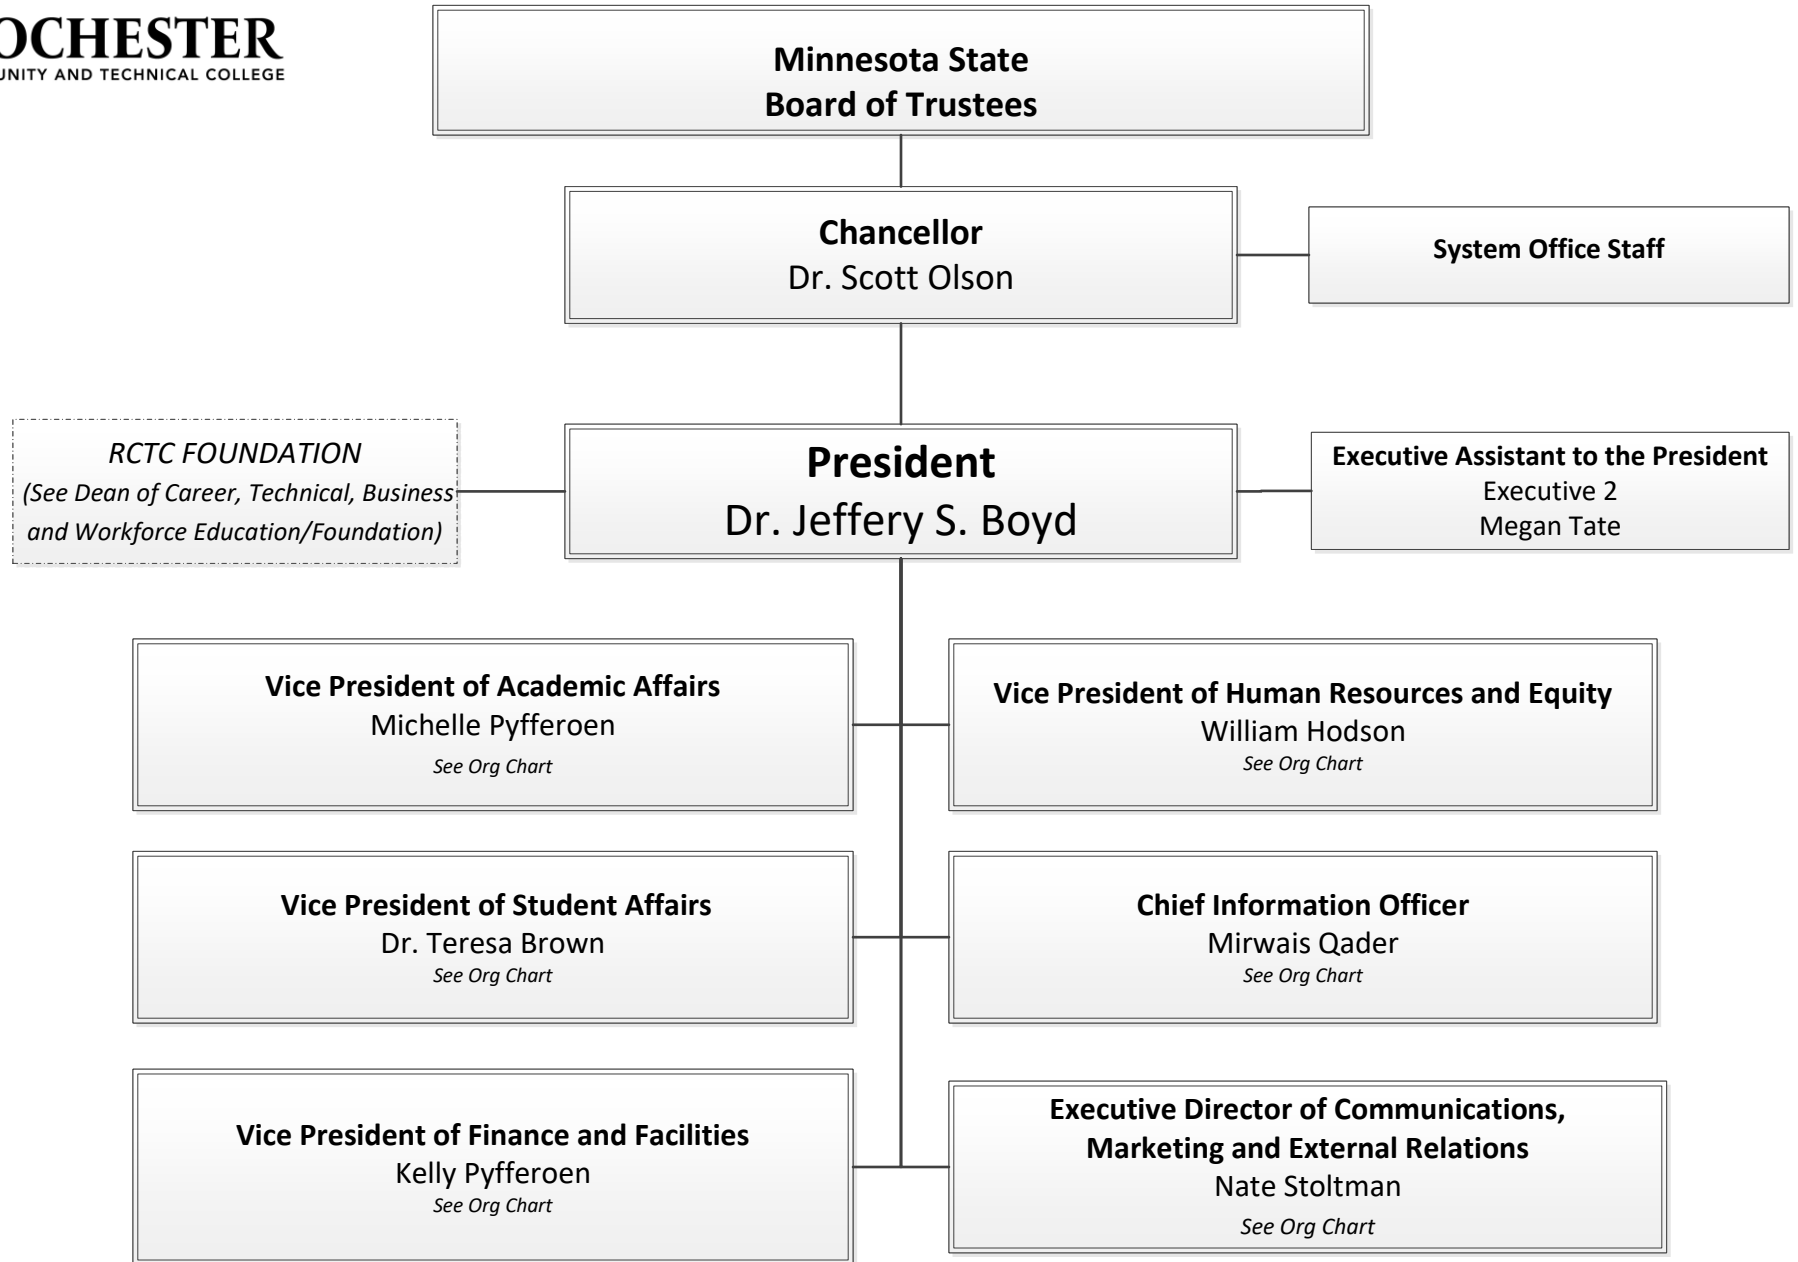 OCHESTER
UNITY AND TECHNICAL COLLEGE
Minnesota State
Board of Trustees
Chancellor
Dr. Scott Olson
System Office Staff
RCTC FOUNDATION
(See Dean of Career, Technical, Business
and Workforce Education/Foundation)
President
Dr. Jeffery S. Boyd
Executive Assistant to the President
Executive 2
Megan Tate
Vice President of Academic Affairs
Michelle Pyfferoen
See Org Chart
Vice President of Human Resources and Equity
William Hodson
See Org Chart
Vice President of Student Affairs
Dr. Teresa Brown
See Org Chart
Chief Information Officer
Mirwais Qader
See Org Chart
Vice President of Finance and Facilities
Kelly Pyfferoen
See Org Chart
Executive Director of Communications,
Marketing and External Relations
Nate Stoltman
See Org Chart